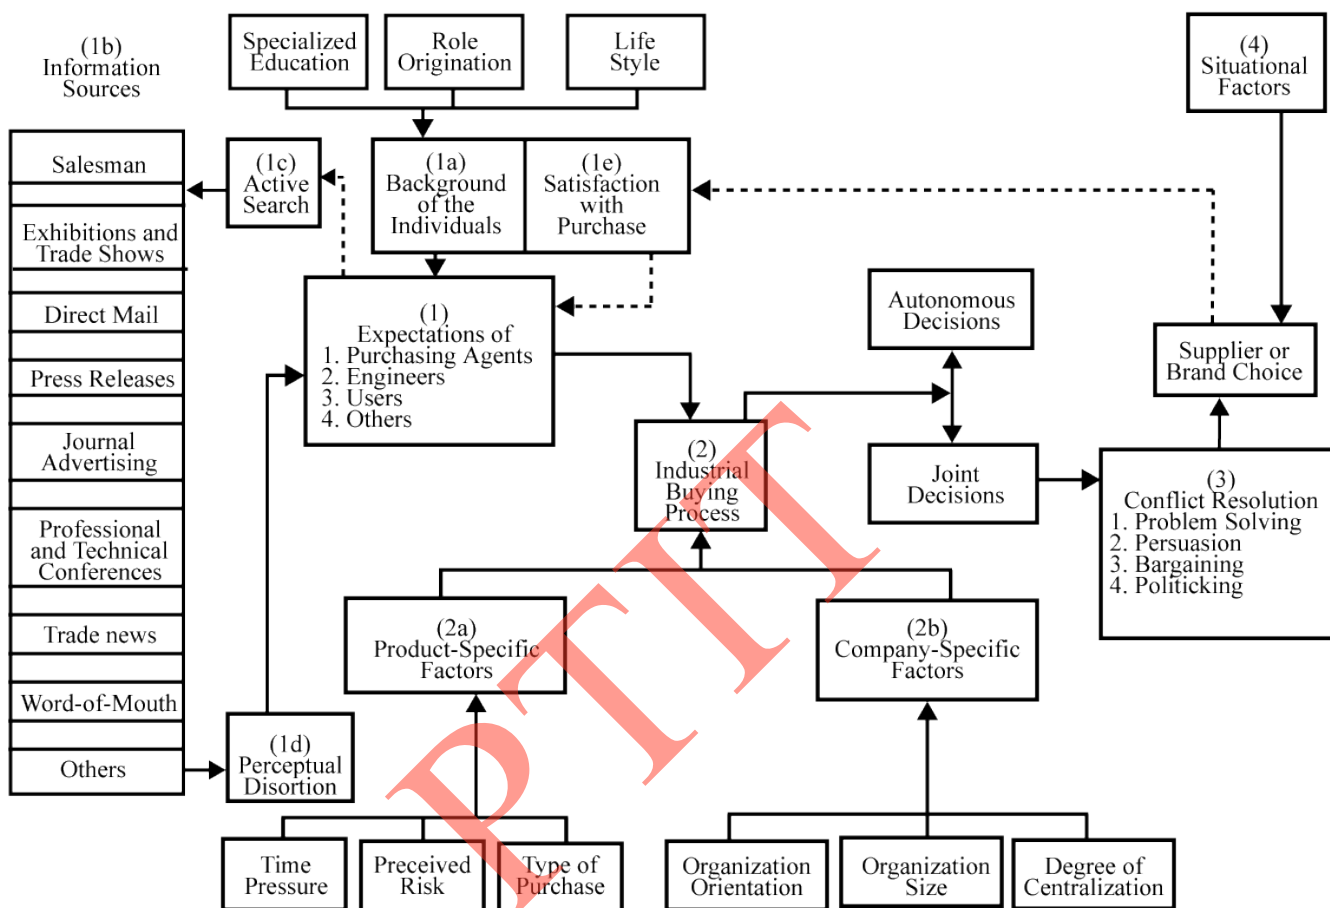 (1b)
Information
Sources
Specialized
Education
Role
Origination
Life
Style
(4)
Situational
Factors
Salesman
Exhibitions and
Trade Shows
Direct Mail
Press Releases
Journal
Advertising
Professional
and Technical
Conferences
Trade news
Word-of-Mouth
Others
(1c)
Active
Search
(1a)
Background
of the
Individuals
(1e)
Satisfaction
with
Purchase
(1)
Expectations of
1. Purchasing Agents
2. Engineers
3. Users
4. Others
Autonomous
Decisions
Supplier or
Brand Choice
(2)
Industrial
Buying
Process
Joint
Decisions
(3)
Conflict Resolution
1. Problem Solving
2. Persuasion
3. Bargaining
4. Politicking
(2a)
Product-Specific
Factors
(2b)
Company-Specific
Factors
(1d)
Perceptual
Disortion
Time
Pressure
Preceived
Risk
Type of
Purchase
Organization
Orientation
Organization
Size
Degree of
Centralization
PTIT